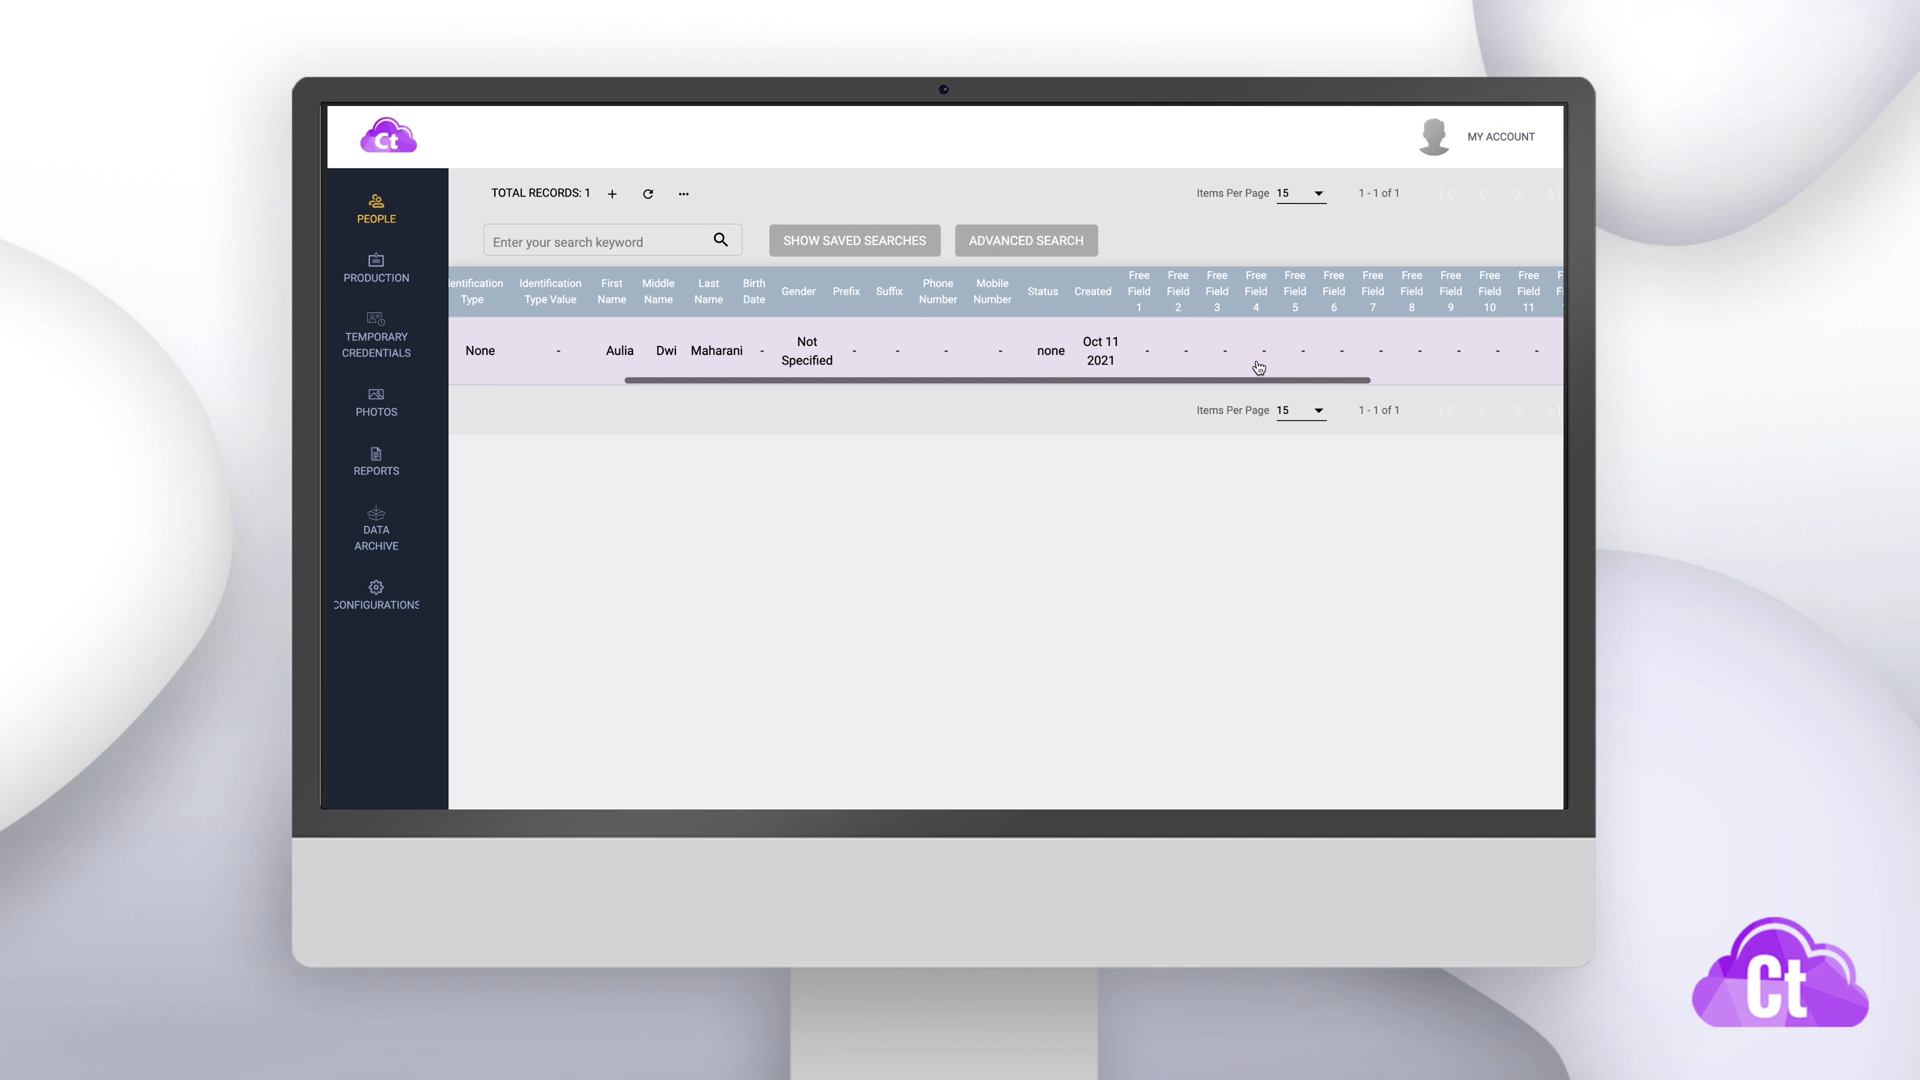 Ct
MY ACCOUNT
TOTAL RECORDS: 1
Items Per Page 15 1 - 1 of 1
Enter your search keyword
SHOW SAVED SEARCHES
ADVANCED SEARCH
PEOPLE
PRODUCTION
TEMPORARY
CREDENTIALS
PHOTOS
REPORTS
DATA
ARCHIVE
CONFIGURATIONS
entification
Type
Identification
Type Value
First
Name
Middle
Name
Last
Name
Birth
Date
Gender
Prefix
Suffix
Phone
Number
Mobile
Number
Status
Created
Free
Field
1
Free
Field
2
Free
Field
3
Free
Field
4
Free
Field
5
Free
Field
6
Free
Field
7
Free
Field
8
Free
Field
9
Free
Field
10
Free
Field
11
None - Aulia Dwi Maharani - Not Specified - - - - none Oct 11 2021 - - - - - - - - - - -
Items Per Page 15 1 - 1 of 1
Ct